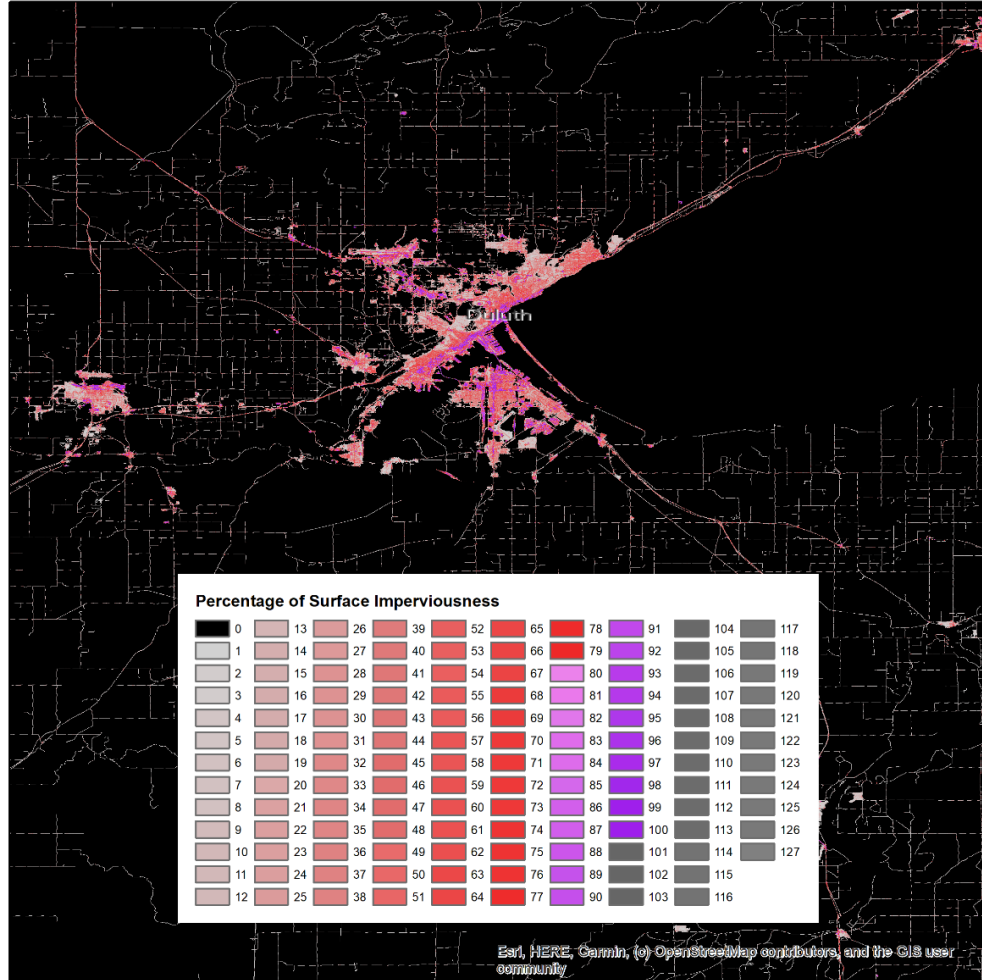 Duluth
Percentage of Surface Imperviousness
0 13 26 39 52 65 78 91 104 117
1 14 27 40 53 66 79 92 105 118
2 15 28 41 54 67 80 93 106 119
3 16 29 42 55 68 81 94 107 120
4 17 30 43 56 69 82 95 108 121
5 18 31 44 57 70 83 96 109 122
6 19 32 45 58 71 84 97 110 123
7 20 33 46 59 72 85 98 111 124
8 21 34 47 60 73 86 99 112 125
9 22 35 48 61 74 87 100 113 126
10 23 36 49 62 75 88 101 114 127
11 24 37 50 63 76 89 102 115
12 25 38 51 64 77 90 103 116
Esri, HERE, Garmin, (c) OpenStreetMap contributors, and the GIS user
community